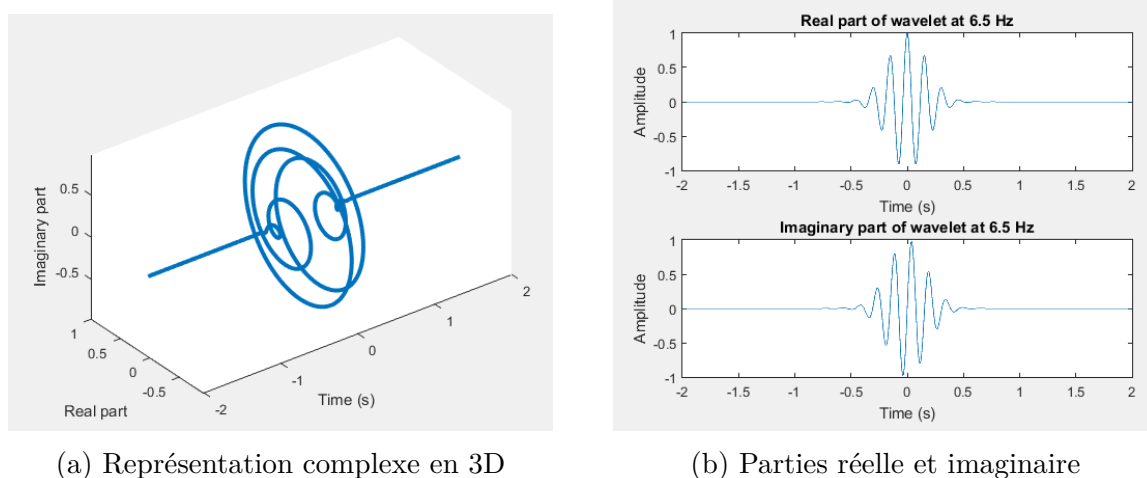 Imaginary part
0.5
0
-0.5
1
0.5
0
-0.5
Real part
-2
-1
0
1
2
Time (s)
(a) Représentation complexe en 3D
Real part of wavelet at 6.5 Hz
Amplitude
1
0.5
0
-0.5
-1
-2 -1.5 -1 -0.5 0 0.5 1 1.5 2
Time (s)
Imaginary part of wavelet at 6.5 Hz
Amplitude
1
0.5
0
-0.5
-1
-2 -1.5 -1 -0.5 0 0.5 1 1.5 2
Time (s)
(b) Parties réelle et imaginaire